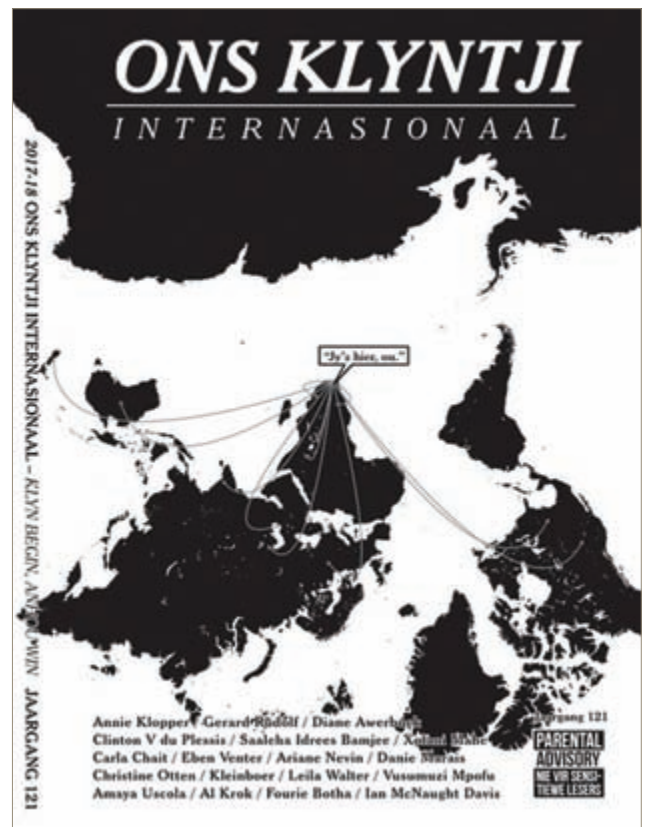 ONS KLYNTJI
INTERNASIONAAL
2017-18 ONS KLYNTJI INTERNASIONAAL – KLYN BEGIN, WIN JAARGANG 121
"Jy's hier, ou."
Annie Klopper / Gerard Rudolf / Diane
Clinton V du Plessis / Saaleha Idrees Bamjee /
Carla Chait / Eben Venter / Ariane Nevin / Danie Marais
Christine Otten / Kleinboer / Leila Walter / Vusumuzi Mpofu
Amaya Uscola / Al Krok / Fourie Botha / Ian McNaught Davis
Jaargang 121
PARENTAL
ADVISORY
NIE VIR SENSI-
TIEWE LESERS